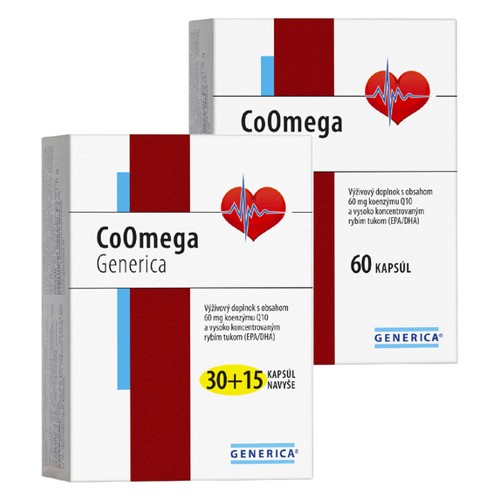 CoOmega
Výživový doplnok s obsahom
60 mg koenzýmu Q10
a vysoko koncentrovaným
rybím tukom (EPA/DHA)
60 KAPSÚL
GENERICA®
CoOmega
Generica
Výživový doplnok s obsahom
60 mg koenzýmu Q10
a vysoko koncentrovaným
rybím tukom (EPA/DHA)
30+15 KAPSÚL
NAVYŠE
GENERICA®